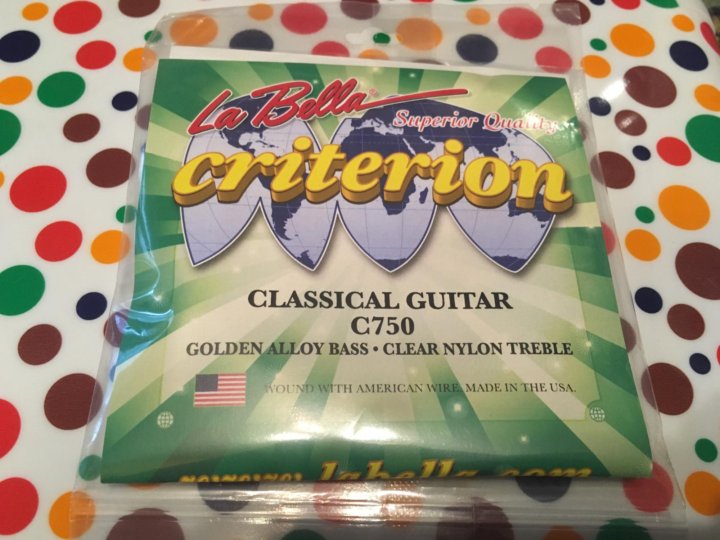 La Bella
Superior Quality
criterion
CLASSICAL GUITAR
C750
GOLDEN ALLOY BASS • CLEAR NYLON TREBLE
WOUND WITH AMERICAN WIRE. MADE IN THE USA.
labella.com